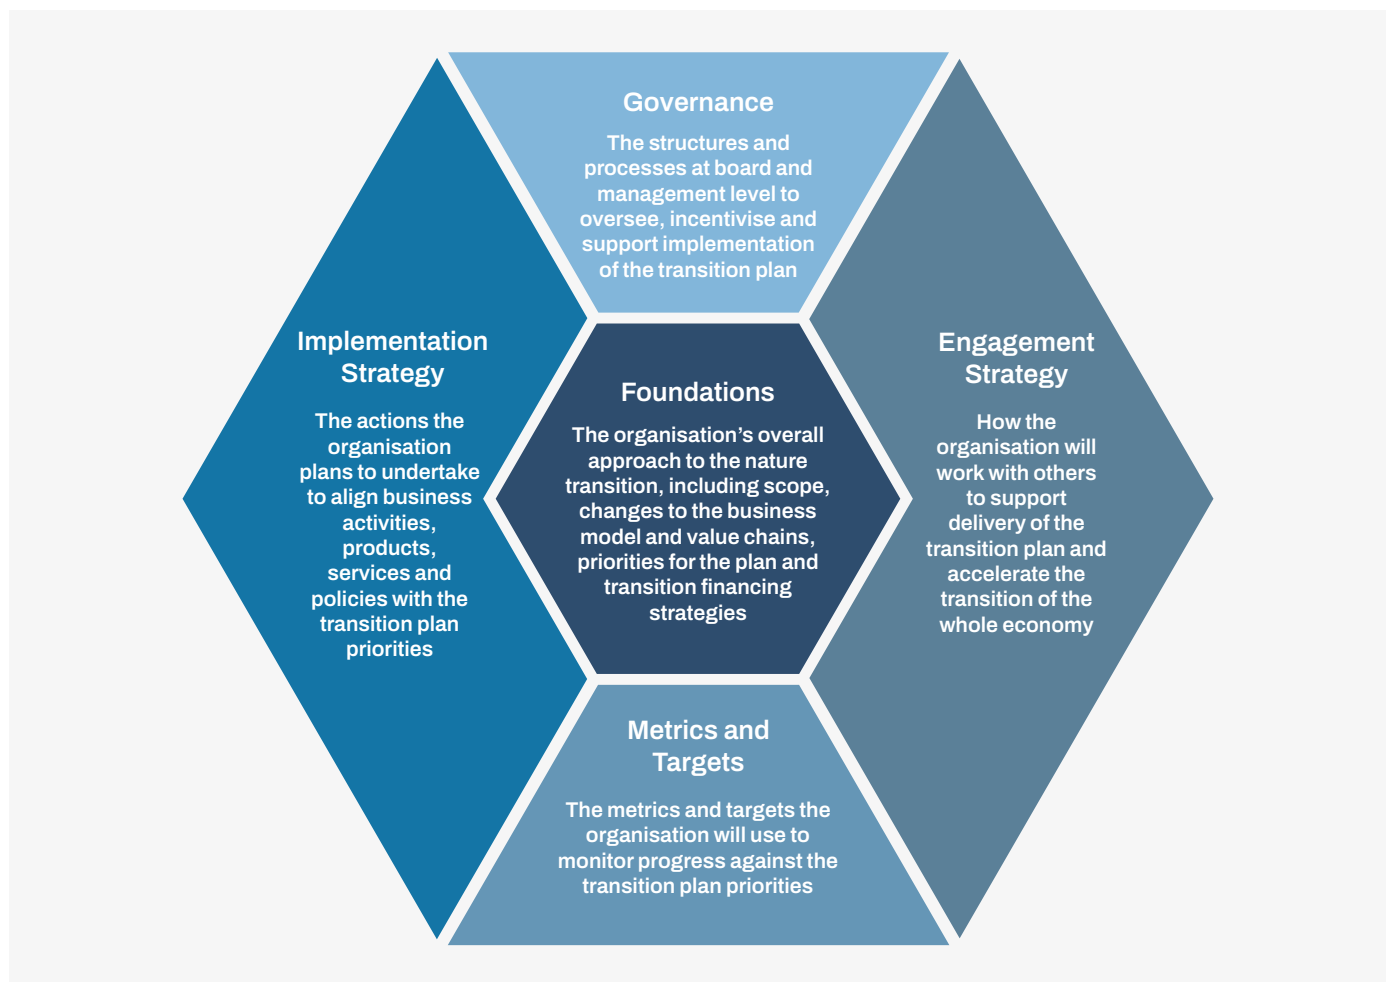 Governance
The structures and
processes at board and
management level to
oversee, incentivise and
support implementation
of the transition plan
Implementation
Strategy
The actions the
organisation
plans to undertake
to align business
activities,
products,
services and
policies with the
transition plan
priorities
Foundations
The organisation’s overall
approach to the nature
transition, including scope,
changes to the business
model and value chains,
priorities for the plan and
transition financing
strategies
Engagement
Strategy
How the
organisation will
work with others
to support
delivery of the
transition plan and
accelerate the
transition of the
whole economy
Metrics and
Targets
The metrics and targets the
organisation will use to
monitor progress against the
transition plan priorities